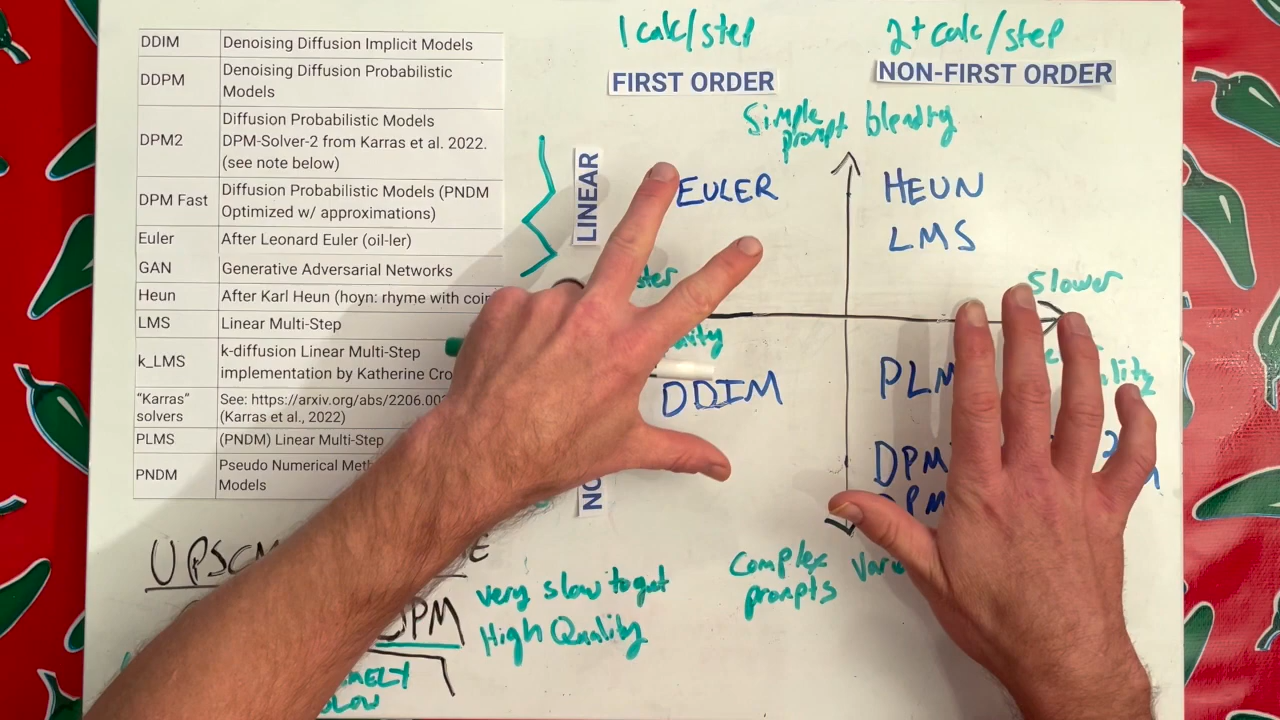 DDIM Denoising Diffusion Implicit Models
DDPM Denoising Diffusion Probabilistic
Models
DPM2 Diffusion Probabilistic Models
DPM-Solver-2 from Karras et al. 2022.
(see note below)
DPM Fast Diffusion Probabilistic Models (PNDM
Optimized w/ approximations)
Euler After Leonard Euler (oil-ler)
GAN Generative Adversarial Networks
Heun After Karl Heun (hoyn: rhyme with
LMS Linear Multi-Step
k_LMS k-diffusion Linear Multi-Step
implementation by Katherine
"Karras" solvers See: https://arxiv.org/abs/2206.00
(Karras et al., 2022)
PLMS (PNDM) Linear Multi-Step
PNDM Pseudo Numerical
Models
1 calc/step
FIRST ORDER
2+ calc/step
NON-FIRST ORDER
Simple prompt blendry
LINEAR
EULER
HEUN
LMS
Slower
DDIM
PLM
DPM
Complex
prompts
very slow to get
High Quality